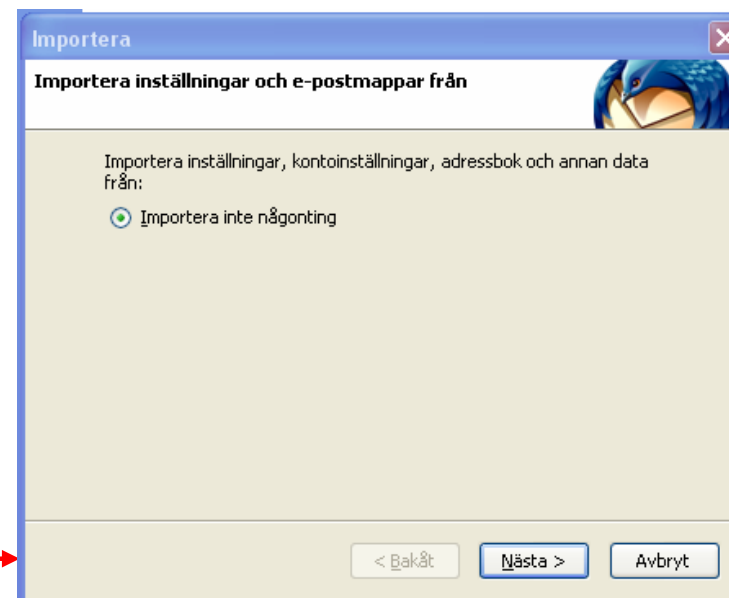 Importera
Importera inställningar och e-postmappar från
Importera inställningar, kontoinställningar, adressbok och annan data
från:
Importera inte någonting
< Bakåt
Nästa >
Avbryt